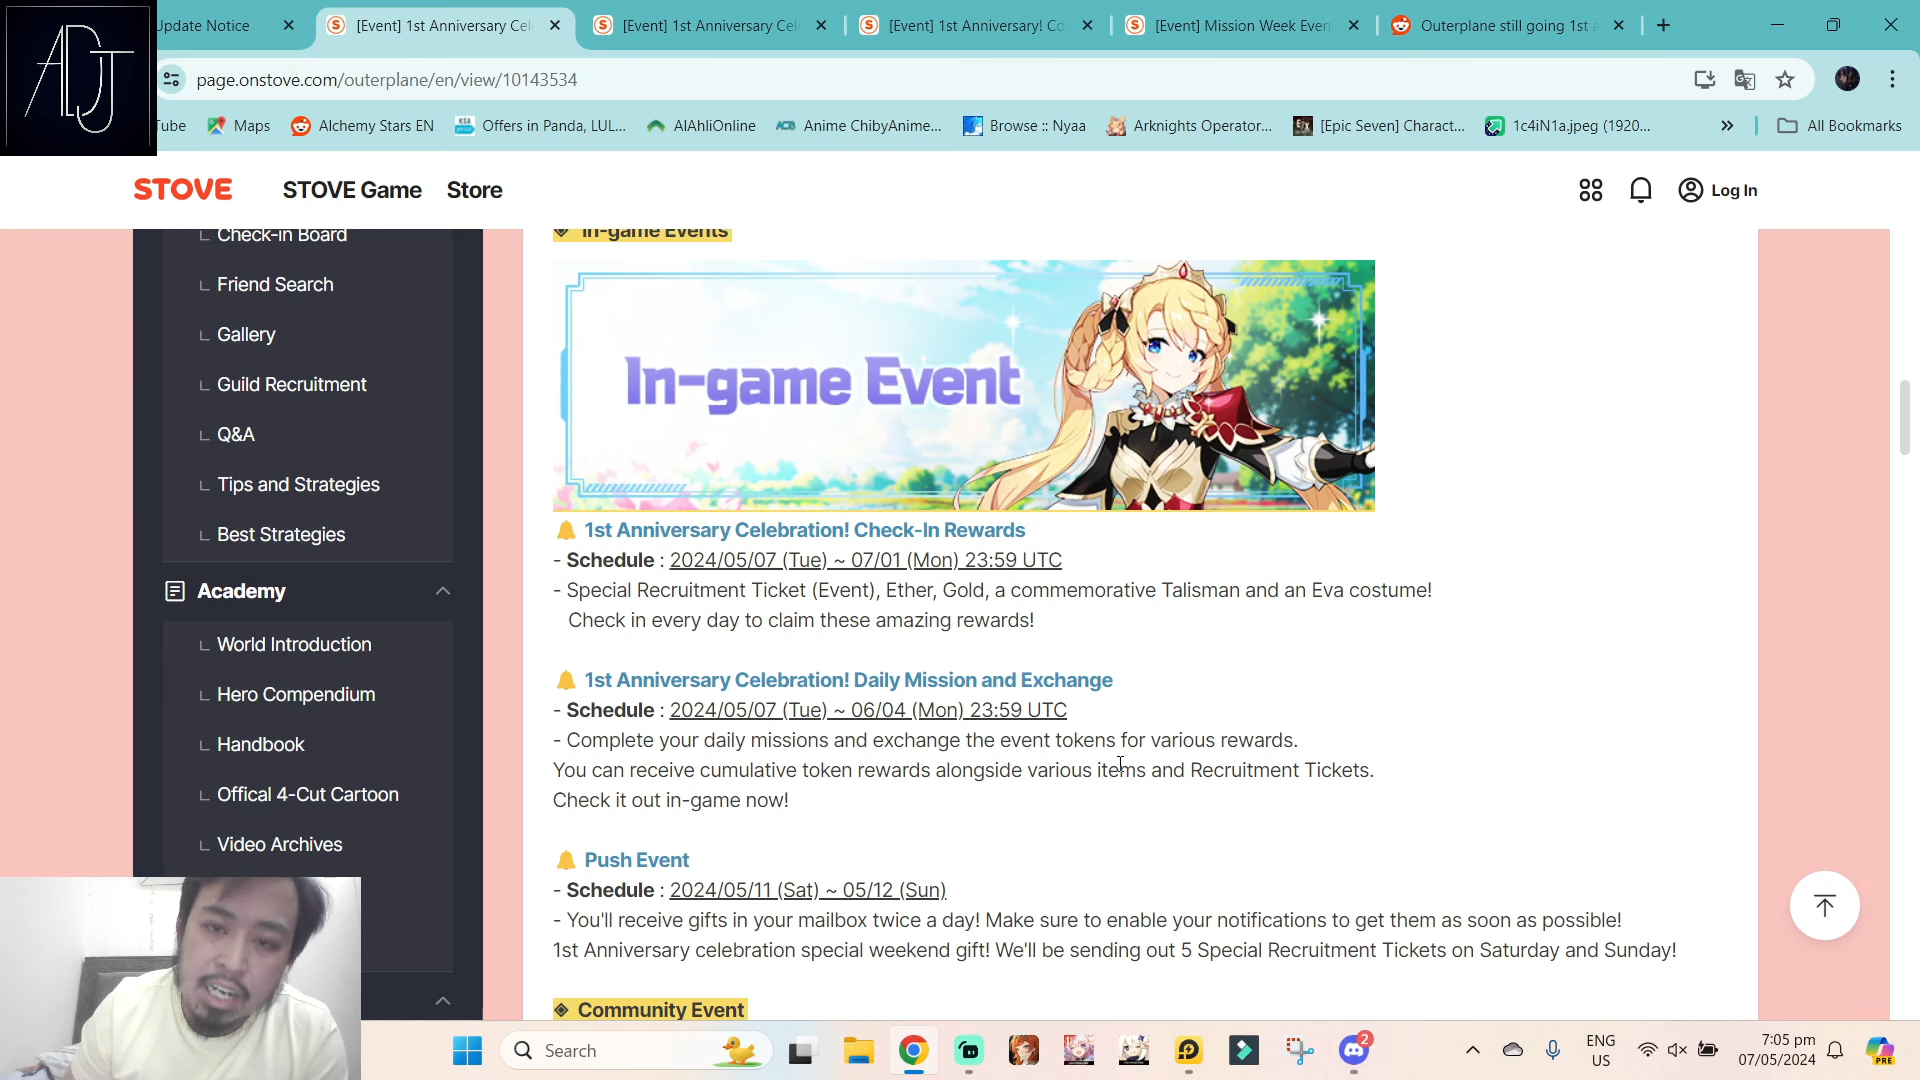 ADJ
Update Notice
[Event] 1st Anniversary Cel
[Event] 1st Anniversary Cel
[Event] 1st Anniversary! Co
[Event] Mission Week Even
Outerplane still going 1st a
page.onstove.com/outerplane/en/view/10143534
Tube
Maps
Alchemy Stars EN
Offers in Panda, LUL...
AlAhliOnline
Anime ChibyAnime...
Browse :: Nyaa
Arknights Operator...
[Epic Seven] Charact...
1c4iN1a.jpeg (1920...
All Bookmarks
STOVE
STOVE Game
Store
Log In
Check-in Board
Friend Search
Gallery
Guild Recruitment
Q&A
Tips and Strategies
Best Strategies
Academy
World Introduction
Hero Compendium
Handbook
Offical 4-Cut Cartoon
Video Archives
◈ In-game Events
In-game Event
1st Anniversary Celebration! Check-In Rewards
- Schedule : 2024/05/07 (Tue) ~ 07/01 (Mon) 23:59 UTC
- Special Recruitment Ticket (Event), Ether, Gold, a commemorative Talisman and an Eva costume!
Check in every day to claim these amazing rewards!
1st Anniversary Celebration! Daily Mission and Exchange
- Schedule : 2024/05/07 (Tue) ~ 06/04 (Mon) 23:59 UTC
- Complete your daily missions and exchange the event tokens for various rewards.
You can receive cumulative token rewards alongside various items and Recruitment Tickets.
Check it out in-game now!
Push Event
- Schedule : 2024/05/11 (Sat) ~ 05/12 (Sun)
- You'll receive gifts in your mailbox twice a day! Make sure to enable your notifications to get them as soon as possible!
1st Anniversary celebration special weekend gift! We'll be sending out 5 Special Recruitment Tickets on Saturday and Sunday!
◈ Community Event
Search
2
ENG
US
7:05 pm
07/05/2024
PRE